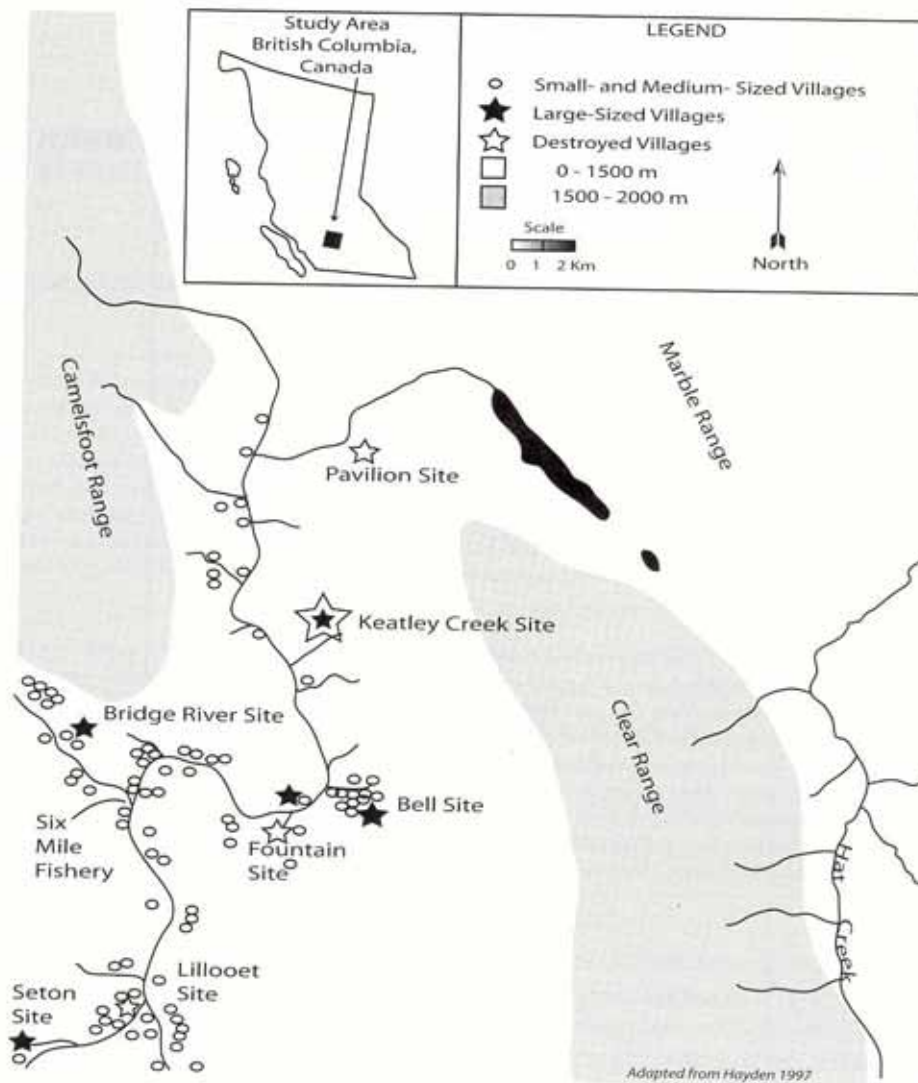 Study Area
British Columbia,
Canada
LEGEND
Small- and Medium- Sized Villages
Large-Sized Villages
Destroyed Villages
0 - 1500 m
1500 - 2000 m
Scale
0 1 2 Km
North
Camelsfoot Range
Marble Range
Pavilion Site
Keatley Creek Site
Bridge River Site
Clear Range
Bell Site
Six
Mile
Fishery
Fountain
Site
Hat Creek
Lillooet
Site
Seton
Site
Adapted from Hayden 1997